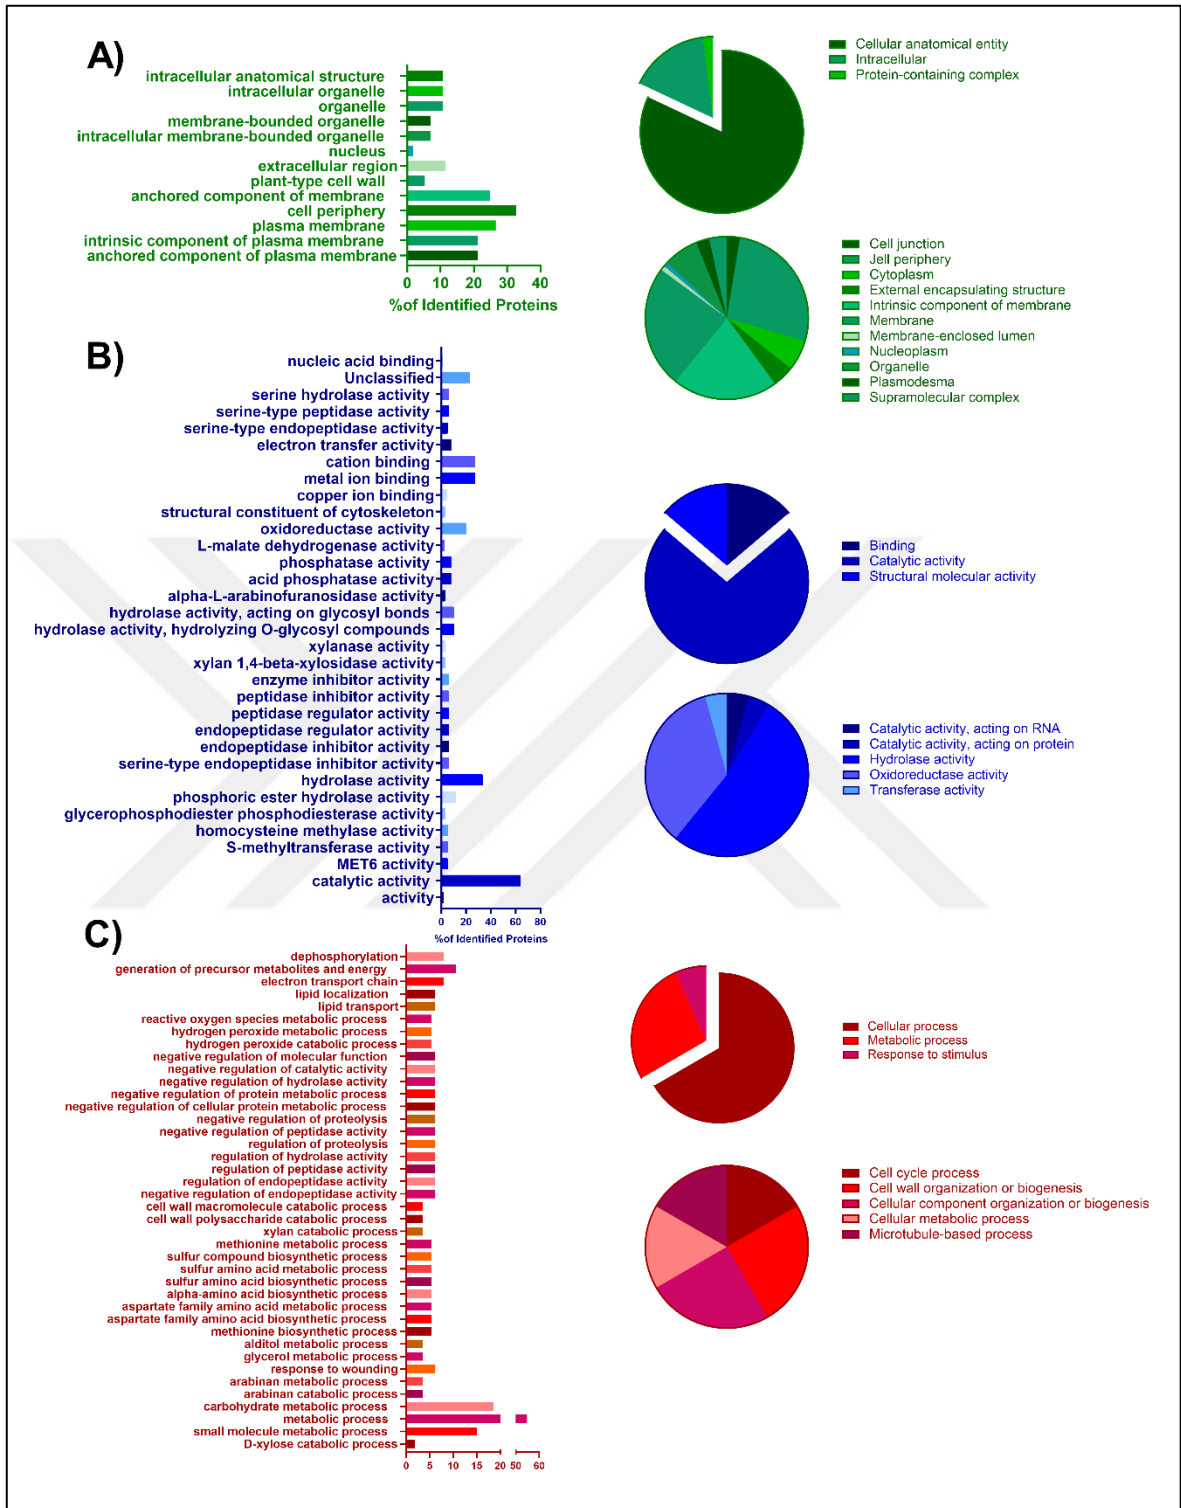 A)
intracellular anatomical structure
intracellular organelle
organelle
membrane-bounded organelle
intracellular membrane-bounded organelle
nucleus
extracellular region
plant-type cell wall
anchored component of membrane
cell periphery
plasma membrane
intrinsic component of plasma membrane
anchored component of plasma membrane
0 10 20 30 40
%of Identified Proteins
Cellular anatomical entity
Intracellular
Protein-containing complex
Cell junction
Jell periphery
Cytoplasm
External encapsulating structure
Intrinsic component of membrane
Membrane
Membrane-enclosed lumen
Nucleoplasm
Organelle
Plasmodesma
Supramolecular complex
B)
nucleic acid binding
Unclassified
serine hydrolase activity
serine-type peptidase activity
serine-type endopeptidase activity
electron transfer activity
cation binding
metal ion binding
copper ion binding
structural constituent of cytoskeleton
oxidoreductase activity
L-malate dehydrogenase activity
phosphatase activity
acid phosphatase activity
alpha-L-arabinofuranosidase activity
hydrolase activity, acting on glycosyl bonds
hydrolase activity, hydrolyzing O-glycosyl compounds
xylanase activity
xylan 1,4-beta-xylosidase activity
enzyme inhibitor activity
peptidase inhibitor activity
peptidase regulator activity
endopeptidase regulator activity
endopeptidase inhibitor activity
serine-type endopeptidase inhibitor activity
hydrolase activity
phosphoric ester hydrolase activity
glycerophosphodiester phosphodiesterase activity
homocysteine methylase activity
S-methyltransferase activity
MET6 activity
catalytic activity
activity
0 20 40 60 80
%of Identified Proteins
Binding
Catalytic activity
Structural molecular activity
Catalytic activity, acting on RNA
Catalytic activity, acting on protein
Hydrolase activity
Oxidoreductase activity
Transferase activity
C)
dephosphorylation
generation of precursor metabolites and energy
electron transport chain
lipid localization
lipid transport
reactive oxygen species metabolic process
hydrogen peroxide metabolic process
hydrogen peroxide catabolic process
negative regulation of molecular function
negative regulation of catalytic activity
negative regulation of hydrolase activity
negative regulation of protein metabolic process
negative regulation of cellular protein metabolic process
negative regulation of proteolysis
negative regulation of peptidase activity
regulation of proteolysis
regulation of hydrolase activity
regulation of peptidase activity
regulation of endopeptidase activity
negative regulation of endopeptidase activity
cell wall macromolecule catabolic process
cell wall polysaccharide catabolic process
xylan catabolic process
methionine metabolic process
sulfur compound biosynthetic process
sulfur amino acid metabolic process
sulfur amino acid biosynthetic process
alpha-amino acid biosynthetic process
aspartate family amino acid metabolic process
aspartate family amino acid biosynthetic process
methionine biosynthetic process
alditol metabolic process
glycerol metabolic process
response to wounding
arabinan metabolic process
arabinan catabolic process
carbohydrate metabolic process
metabolic process
small molecule metabolic process
D-xylose catabolic process
0 5 10 15 20 50 60
Cellular process
Metabolic process
Response to stimulus
Cell cycle process
Cell wall organization or biogenesis
Cellular component organization or biogenesis
Cellular metabolic process
Microtubule-based process